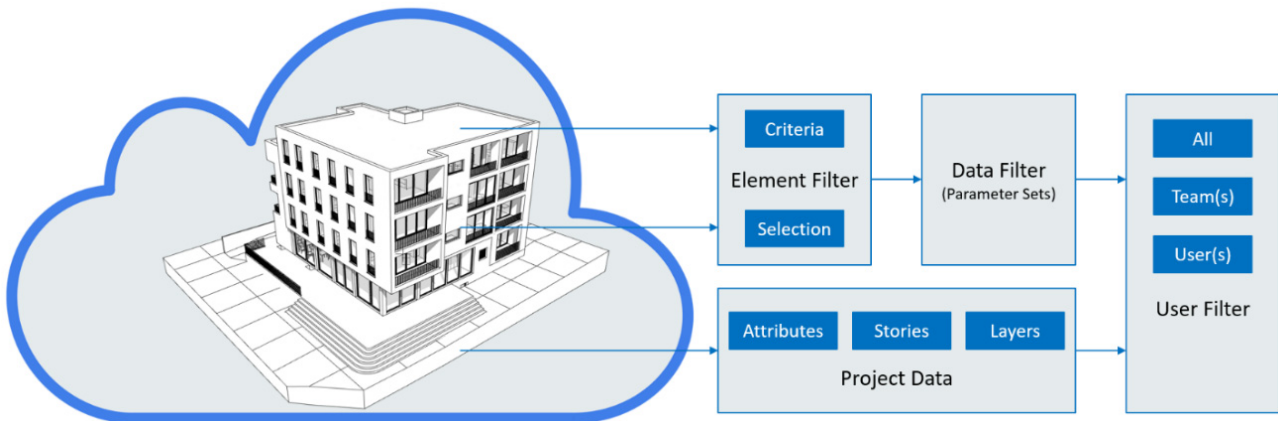 Criteria
Element Filter
Selection
Data Filter
(Parameter Sets)
All
Team(s)
User(s)
User Filter
Attributes
Stories
Layers
Project Data